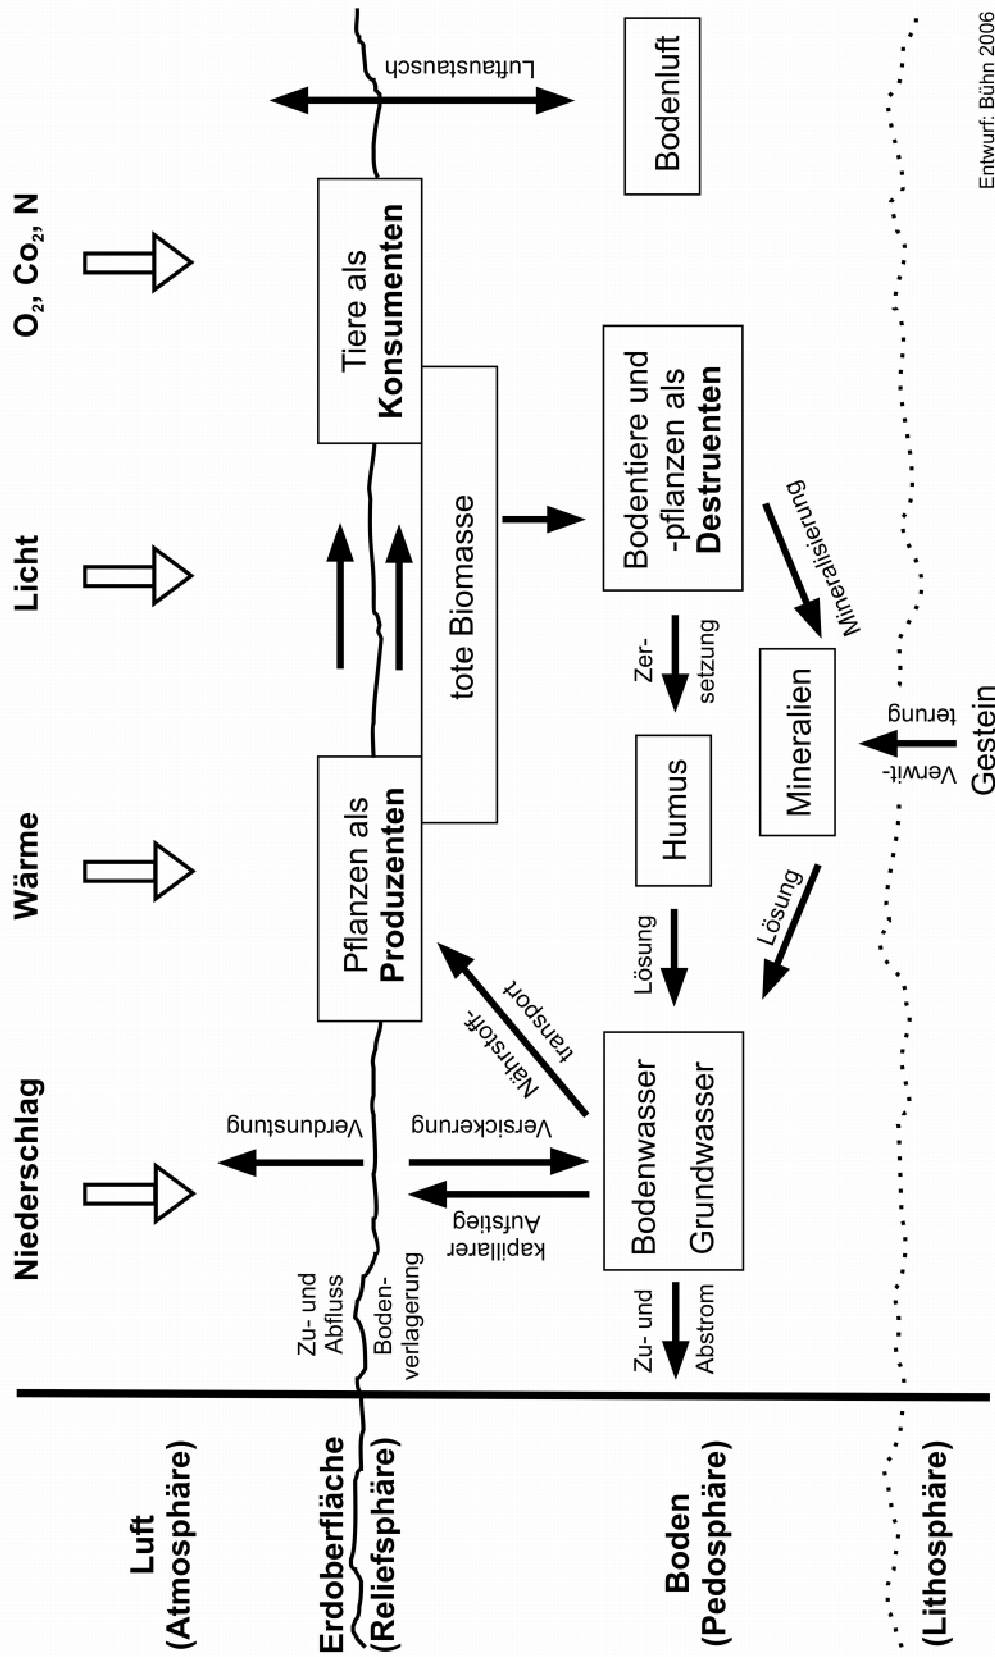 Niederschlag
Wärme
Licht
O₂, Co₂, N
Luft
(Atmosphäre)
Verdunstung
Luftaustausch
Erdoberfläche
(Reliefsphäre)
Zu- und
Abfluss
Boden-
verlagerung
Pflanzen als
Produzenten
Tiere als
Konsumenten
tote Biomasse
kapillarer
Aufstieg
Versickerung
Nährstoff-
transport
Boden
(Pedosphäre)
Zu- und
Abstrom
Bodenwasser
Grundwasser
Lösung
Humus
Zer-
setzung
Bodentiere und
-pflanzen als
Destruenten
Bodenluft
Lösung
Mineralien
Mineralisierung
(Lithosphäre)
Verwit-
terung
Gestein
Entwurf: Bühn 2006